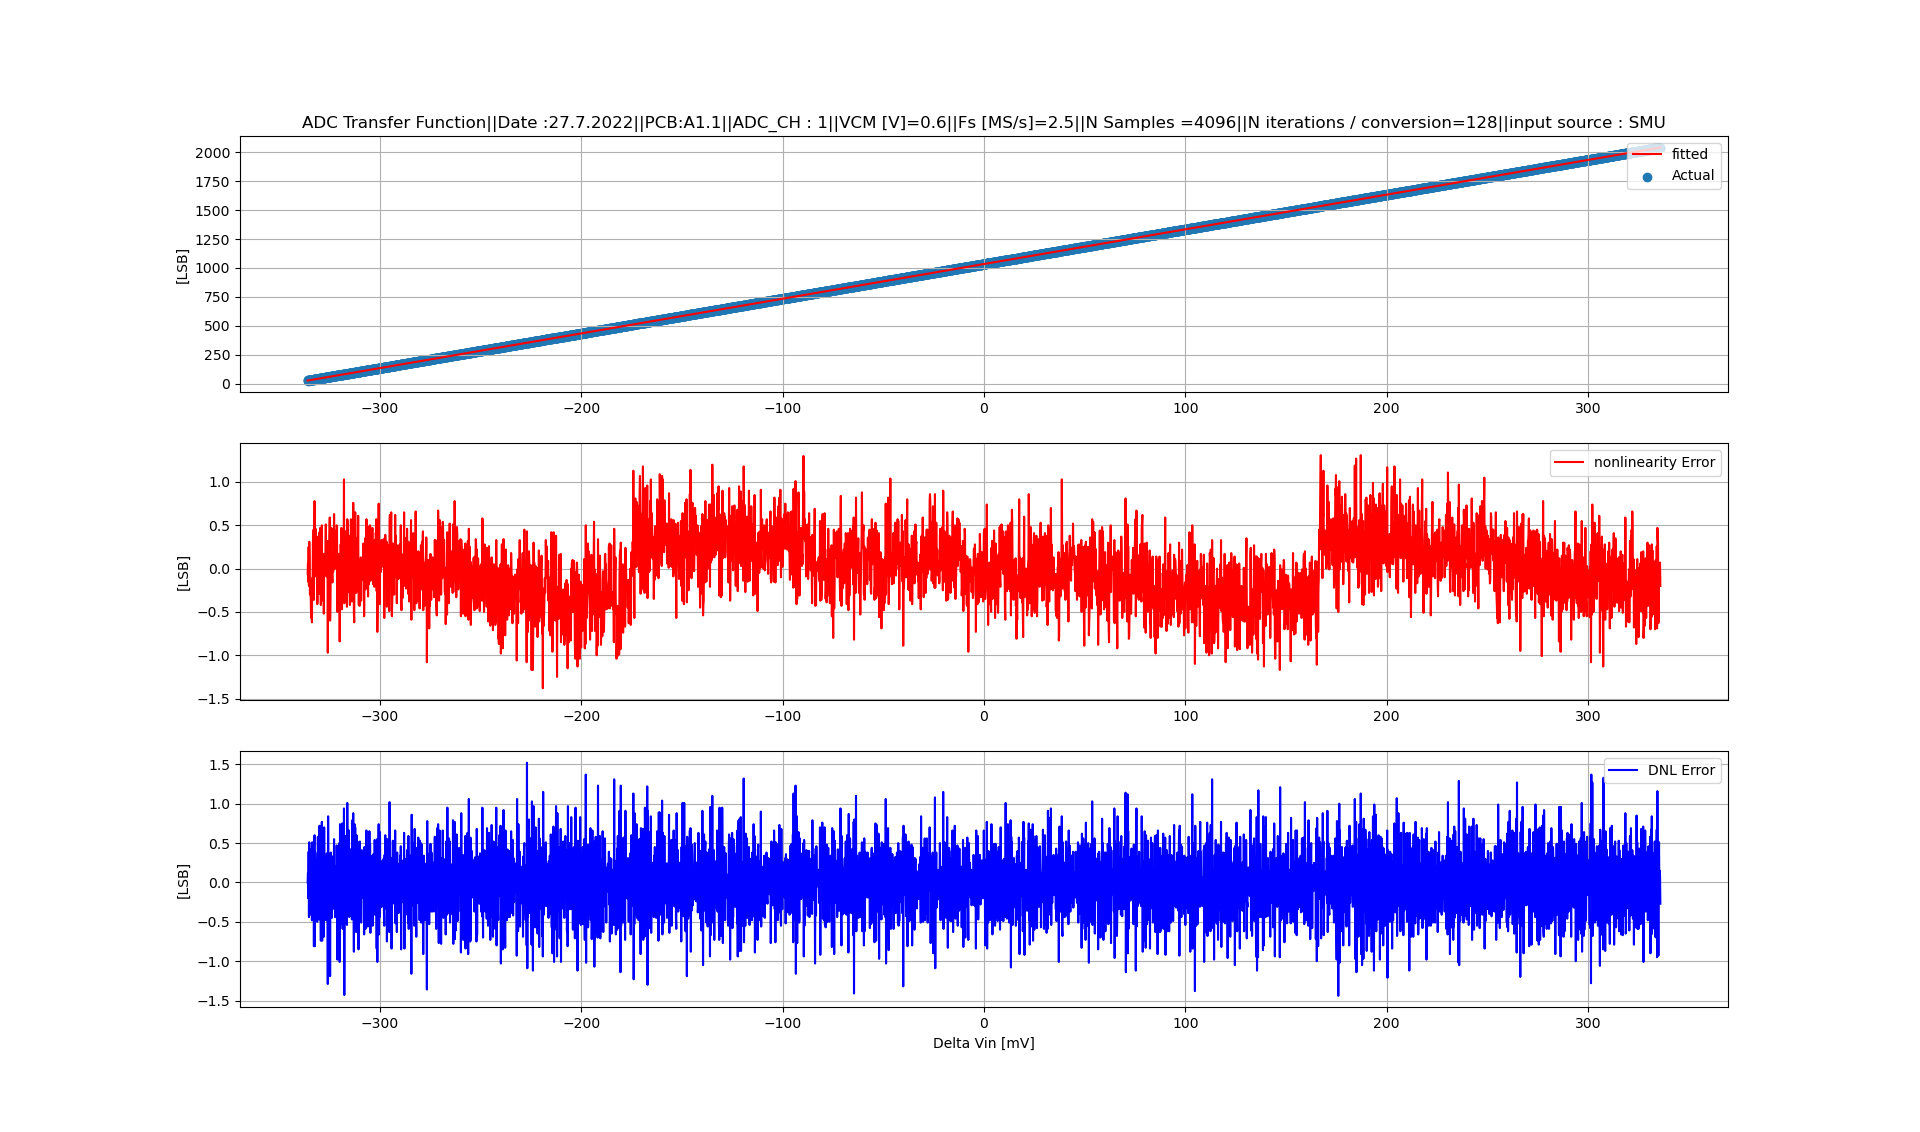 ADC Transfer Function||Date :27.7.2022||PCB:A1.1||ADC_CH : 1||VCM [V]=0.6||Fs [MS/s]=2.5||N Samples =4096||N iterations / conversion=128||input source : SMU
2000
1750
1500
1250
1000
750
500
250
0
[LSB]
fitted
Actual
−300 −200 −100 0 100 200 300
1.0
0.5
0.0
−0.5
−1.0
−1.5
[LSB]
nonlinearity Error
−300 −200 −100 0 100 200 300
1.5
1.0
0.5
0.0
−0.5
−1.0
−1.5
[LSB]
DNL Error
−300 −200 −100 0 100 200 300
Delta Vin [mV]